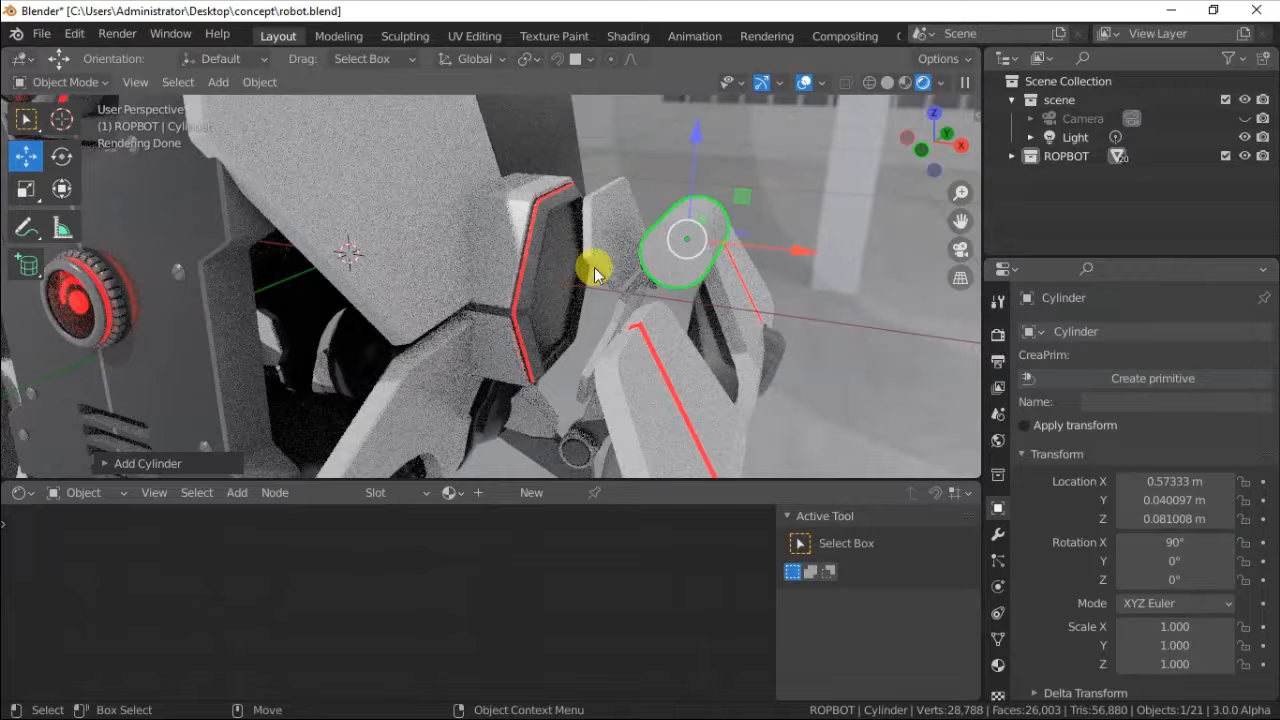 Blender* [C:\Users\Administrator\Desktop\concept\robot.blend]
File Edit Render Window Help Layout Modeling Sculpting UV Editing Texture Paint Shading Animation Rendering Compositing Scene View Layer
Orientation: Default Drag: Select Box Global Options
Object Mode View Select Add Object
User Perspective
(1) ROPBOT | Cylinder
Rendering Done
Z
Y
X
Add Cylinder
Scene Collection
scene
Camera
Light
ROPBOT 20
Cylinder
Cylinder
CreaPrim:
Create primitive
Name:
Apply transform
Transform
Location X 0.57333 m
Y 0.040097 m
Z 0.081008 m
Rotation X 90°
Y 0°
Z 0°
Mode XYZ Euler
Scale X 1.000
Y 1.000
Z 1.000
Delta Transform
Object View Select Add Node Slot New
Active Tool
Select Box
Select Box Select Move Object Context Menu
ROPBOT | Cylinder | Verts:28,788 | Faces:26,003 | Tris:56,880 | Objects:1/21 | 3.0.0 Alpha